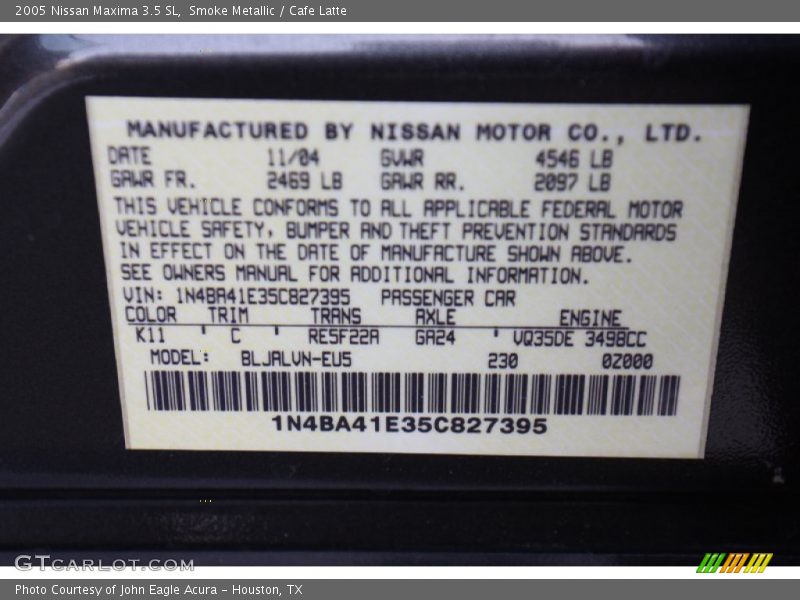 2005 Nissan Maxima 3.5 SL, Smoke Metallic / Cafe Latte
MANUFACTURED BY NISSAN MOTOR CO., LTD.
DATE 11/04 GVWR 4546 LB
GAWR FR. 2469 LB GAWR RR. 2097 LB
THIS VEHICLE CONFORMS TO ALL APPLICABLE FEDERAL MOTOR
VEHICLE SAFETY, BUMPER AND THEFT PREVENTION STANDARDS
IN EFFECT ON THE DATE OF MANUFACTURE SHOWN ABOVE.
SEE OWNERS MANUAL FOR ADDITIONAL INFORMATION.
VIN: 1N4BA41E35C827395 PASSENGER CAR
COLOR TRIM TRANS AXLE ENGINE
K11 ' C ' RE5F22A GA24 ' VQ35DE 3498CC
MODEL: BLJALVN-EU5 230 0Z000
1N4BA41E35C827395
GTCARLOT.COM
Photo Courtesy of John Eagle Acura - Houston, TX